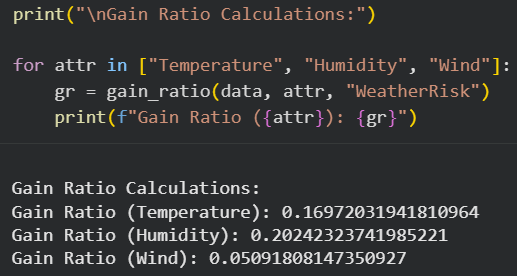 print("\nGain Ratio Calculations:")
for attr in ["Temperature", "Humidity", "Wind"]:
    gr = gain_ratio(data, attr, "WeatherRisk")
    print(f"Gain Ratio ({attr}): {gr}")
Gain Ratio Calculations:
Gain Ratio (Temperature): 0.16972031941810964
Gain Ratio (Humidity): 0.20242323741985221
Gain Ratio (Wind): 0.05091808147350927